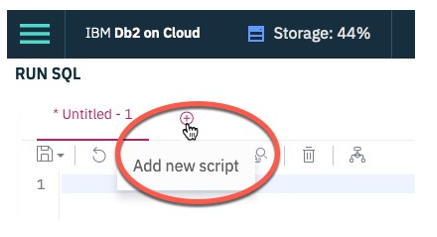 IBM Db2 on Cloud
Storage: 44%
RUN SQL
* Untitled - 1
Add new script
1